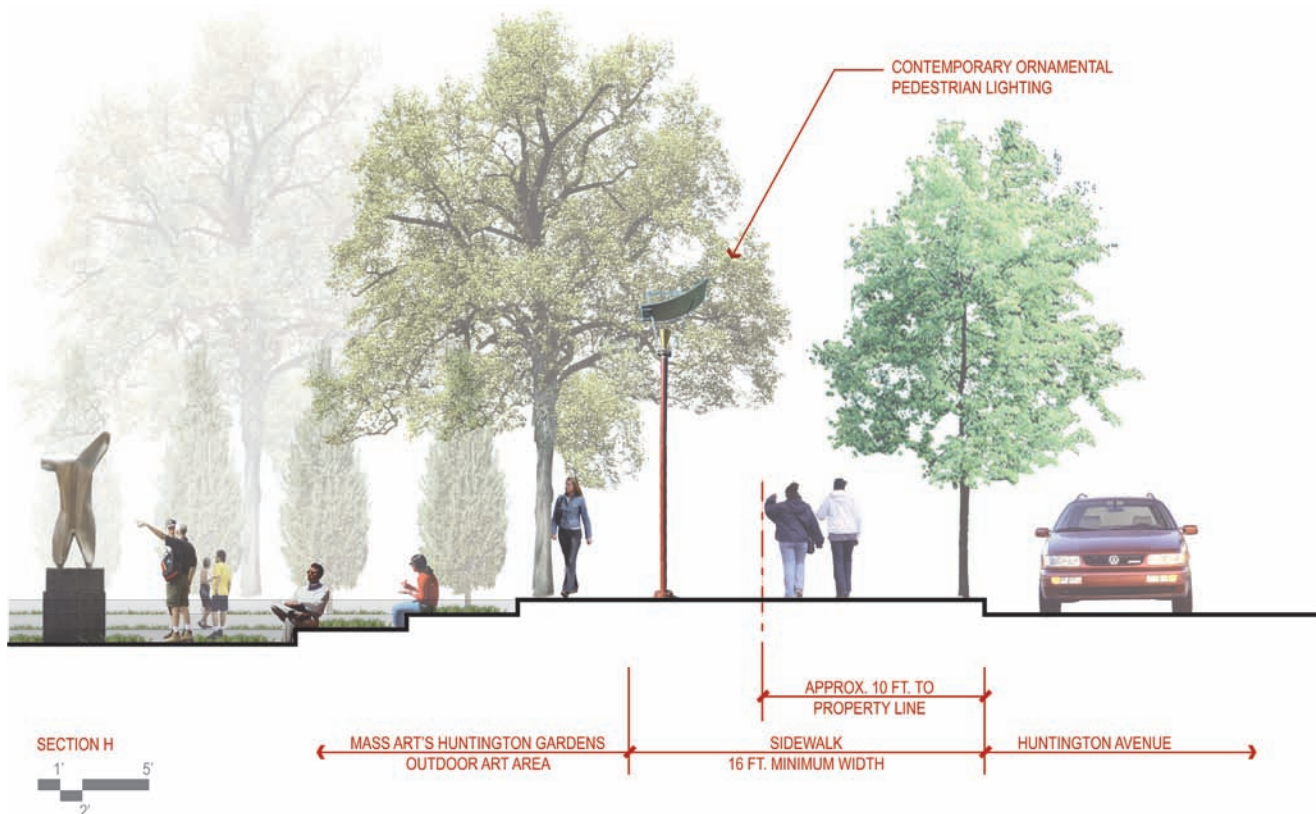 CONTEMPORARY ORNAMENTAL
PEDESTRIAN LIGHTING
APPROX. 10 FT. TO
PROPERTY LINE
MASS ART'S HUNTINGTON GARDENS
OUTDOOR ART AREA
SIDEWALK
16 FT. MINIMUM WIDTH
HUNTINGTON AVENUE
SECTION H
1' 5'
2'